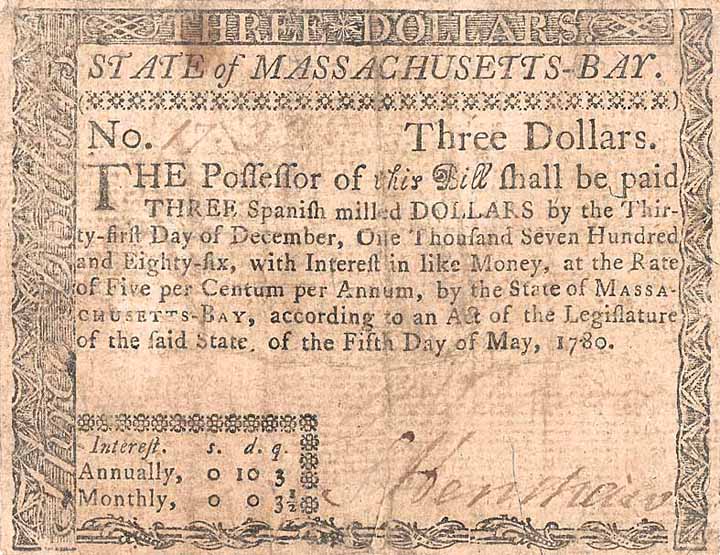 THREE DOLLARS
STATE of MASSACHUSETTS-BAY.
No. 17 Three Dollars.
THE Poſſeſſor of this Bill ſhall be paid
THREE Spaniſh milled DOLLARS by the Thir-
ty-firſt Day of December, One Thouſand Seven Hundred
and Eighty-ſix, with Intereſt in like Money, at the Rate
of Five per Centum per Annum, by the State of MASSA-
CHUSETTS-BAY, according to an Act of the Legiſlature
of the ſaid State, of the Fifth Day of May, 1780.
Intereſt. s. d. q.
Annually, 0 10 3
Monthly, 0 0 3½
Henshaw